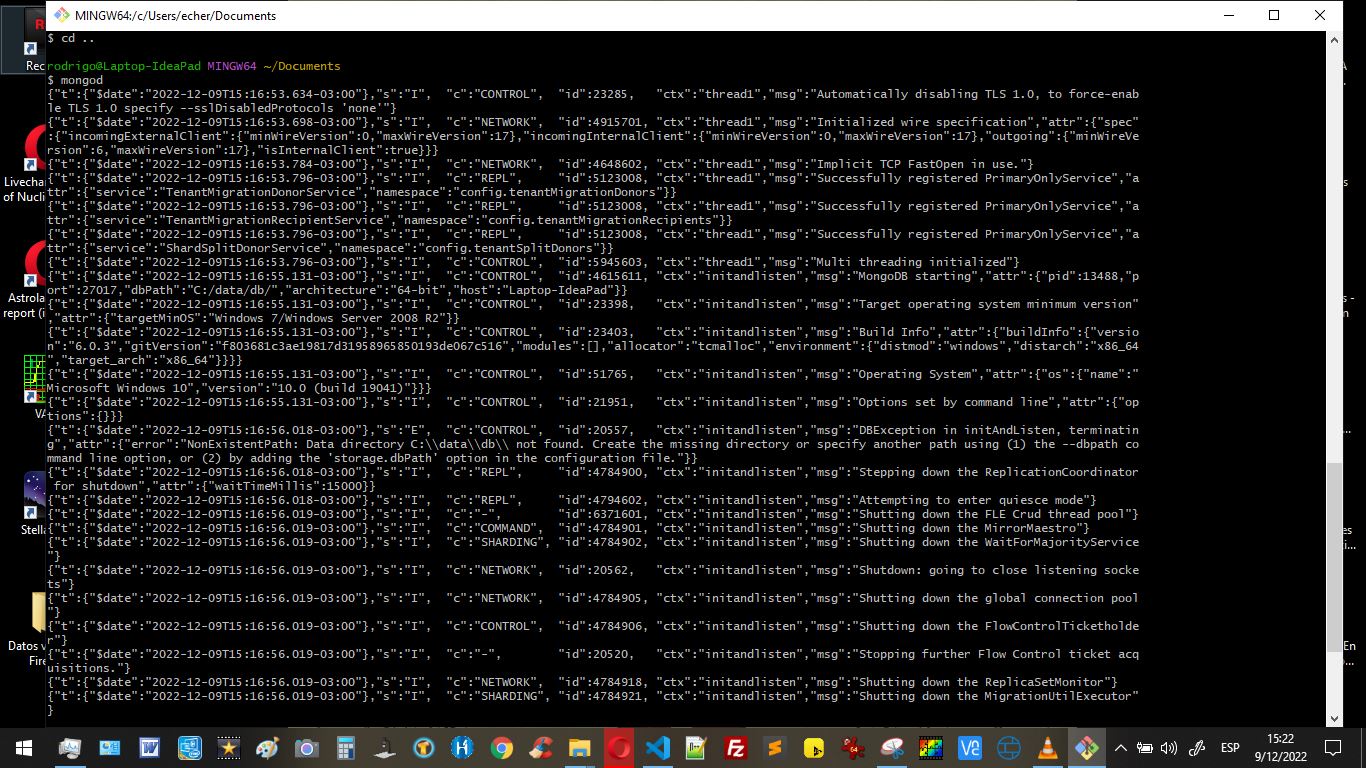 MINGW64:/c/Users/echer/Documents
$ cd ..
rodrigo@Laptop-IdeaPad MINGW64 ~/Documents
$ mongod
{"t":{"$date":"2022-12-09T15:16:53.634-03:00"},"s":"I",  "c":"CONTROL",  "id":23285,   "ctx":"thread1","msg":"Automatically disabling TLS 1.0, to force-enab
le TLS 1.0 specify --sslDisabledProtocols 'none'"}
{"t":{"$date":"2022-12-09T15:16:53.698-03:00"},"s":"I",  "c":"NETWORK",  "id":4915701, "ctx":"thread1","msg":"Initialized wire specification","attr":{"spec"
:{"incomingExternalClient":{"minWireVersion":0,"maxWireVersion":17},"incomingInternalClient":{"minWireVersion":0,"maxWireVersion":17},"outgoing":{"minWireVe
rsion":6,"maxWireVersion":17},"isInternalClient":true}}}
{"t":{"$date":"2022-12-09T15:16:53.784-03:00"},"s":"I",  "c":"NETWORK",  "id":4648602, "ctx":"thread1","msg":"Implicit TCP FastOpen in use."}
{"t":{"$date":"2022-12-09T15:16:53.796-03:00"},"s":"I",  "c":"REPL",     "id":5123008, "ctx":"thread1","msg":"Successfully registered PrimaryOnlyService","a
ttr":{"service":"TenantMigrationDonorService","namespace":"config.tenantMigrationDonors"}}
{"t":{"$date":"2022-12-09T15:16:53.796-03:00"},"s":"I",  "c":"REPL",     "id":5123008, "ctx":"thread1","msg":"Successfully registered PrimaryOnlyService","a
ttr":{"service":"TenantMigrationRecipientService","namespace":"config.tenantMigrationRecipients"}}
{"t":{"$date":"2022-12-09T15:16:53.796-03:00"},"s":"I",  "c":"REPL",     "id":5123008, "ctx":"thread1","msg":"Successfully registered PrimaryOnlyService","a
ttr":{"service":"ShardSplitDonorService","namespace":"config.tenantSplitDonors"}}
{"t":{"$date":"2022-12-09T15:16:53.796-03:00"},"s":"I",  "c":"CONTROL",  "id":5945603, "ctx":"thread1","msg":"Multi threading initialized"}
{"t":{"$date":"2022-12-09T15:16:55.131-03:00"},"s":"I",  "c":"CONTROL",  "id":4615611, "ctx":"initandlisten","msg":"MongoDB starting","attr":{"pid":13488,"p
ort":27017,"dbPath":"C:/data/db/","architecture":"64-bit","host":"Laptop-IdeaPad"}}
{"t":{"$date":"2022-12-09T15:16:55.131-03:00"},"s":"I",  "c":"CONTROL",  "id":23398,   "ctx":"initandlisten","msg":"Target operating system minimum version"
,"attr":{"targetMinOS":"Windows 7/Windows Server 2008 R2"}}
{"t":{"$date":"2022-12-09T15:16:55.131-03:00"},"s":"I",  "c":"CONTROL",  "id":23403,   "ctx":"initandlisten","msg":"Build Info","attr":{"buildInfo":{"versio
n":"6.0.3","gitVersion":"f803681c3ae19817d31958965850193de067c516","modules":[],"allocator":"tcmalloc","environment":{"distmod":"windows","distarch":"x86_64
","target_arch":"x86_64"}}}}
{"t":{"$date":"2022-12-09T15:16:55.131-03:00"},"s":"I",  "c":"CONTROL",  "id":51765,   "ctx":"initandlisten","msg":"Operating System","attr":{"os":{"name":"
Microsoft Windows 10","version":"10.0 (build 19041)"}}}
{"t":{"$date":"2022-12-09T15:16:55.131-03:00"},"s":"I",  "c":"CONTROL",  "id":21951,   "ctx":"initandlisten","msg":"Options set by command line","attr":{"op
tions":{}}}
{"t":{"$date":"2022-12-09T15:16:56.018-03:00"},"s":"E",  "c":"CONTROL",  "id":20557,   "ctx":"initandlisten","msg":"DBException in initAndListen, terminatin
g","attr":{"error":"NonExistentPath: Data directory C:\\data\\db\\ not found. Create the missing directory or specify another path using (1) the --dbpath co
mmand line option, or (2) by adding the 'storage.dbPath' option in the configuration file."}}
{"t":{"$date":"2022-12-09T15:16:56.018-03:00"},"s":"I",  "c":"REPL",     "id":4784900, "ctx":"initandlisten","msg":"Stepping down the ReplicationCoordinator
 for shutdown","attr":{"waitTimeMillis":15000}}
{"t":{"$date":"2022-12-09T15:16:56.018-03:00"},"s":"I",  "c":"REPL",     "id":4794602, "ctx":"initandlisten","msg":"Attempting to enter quiesce mode"}
{"t":{"$date":"2022-12-09T15:16:56.019-03:00"},"s":"I",  "c":"-",        "id":6371601, "ctx":"initandlisten","msg":"Shutting down the FLE Crud thread pool"}
{"t":{"$date":"2022-12-09T15:16:56.019-03:00"},"s":"I",  "c":"COMMAND",  "id":4784901, "ctx":"initandlisten","msg":"Shutting down the MirrorMaestro"}
{"t":{"$date":"2022-12-09T15:16:56.019-03:00"},"s":"I",  "c":"SHARDING", "id":4784902, "ctx":"initandlisten","msg":"Shutting down the WaitForMajorityService
"}
{"t":{"$date":"2022-12-09T15:16:56.019-03:00"},"s":"I",  "c":"NETWORK",  "id":20562,   "ctx":"initandlisten","msg":"Shutdown: going to close listening socke
ts"}
{"t":{"$date":"2022-12-09T15:16:56.019-03:00"},"s":"I",  "c":"NETWORK",  "id":4784905, "ctx":"initandlisten","msg":"Shutting down the global connection pool
"}
{"t":{"$date":"2022-12-09T15:16:56.019-03:00"},"s":"I",  "c":"CONTROL",  "id":4784906, "ctx":"initandlisten","msg":"Shutting down the FlowControlTicketholde
r"}
{"t":{"$date":"2022-12-09T15:16:56.019-03:00"},"s":"I",  "c":"-",        "id":20520,   "ctx":"initandlisten","msg":"Stopping further Flow Control ticket acq
uisitions."}
{"t":{"$date":"2022-12-09T15:16:56.019-03:00"},"s":"I",  "c":"NETWORK",  "id":4784918, "ctx":"initandlisten","msg":"Shutting down the ReplicaSetMonitor"}
{"t":{"$date":"2022-12-09T15:16:56.019-03:00"},"s":"I",  "c":"SHARDING", "id":4784921, "ctx":"initandlisten","msg":"Shutting down the MigrationUtilExecutor"
}
Rec
Livechar
of Nucli
Astrola
report (i
VA
Stella
Datos v
Fire
ESP
15:22
9/12/2022